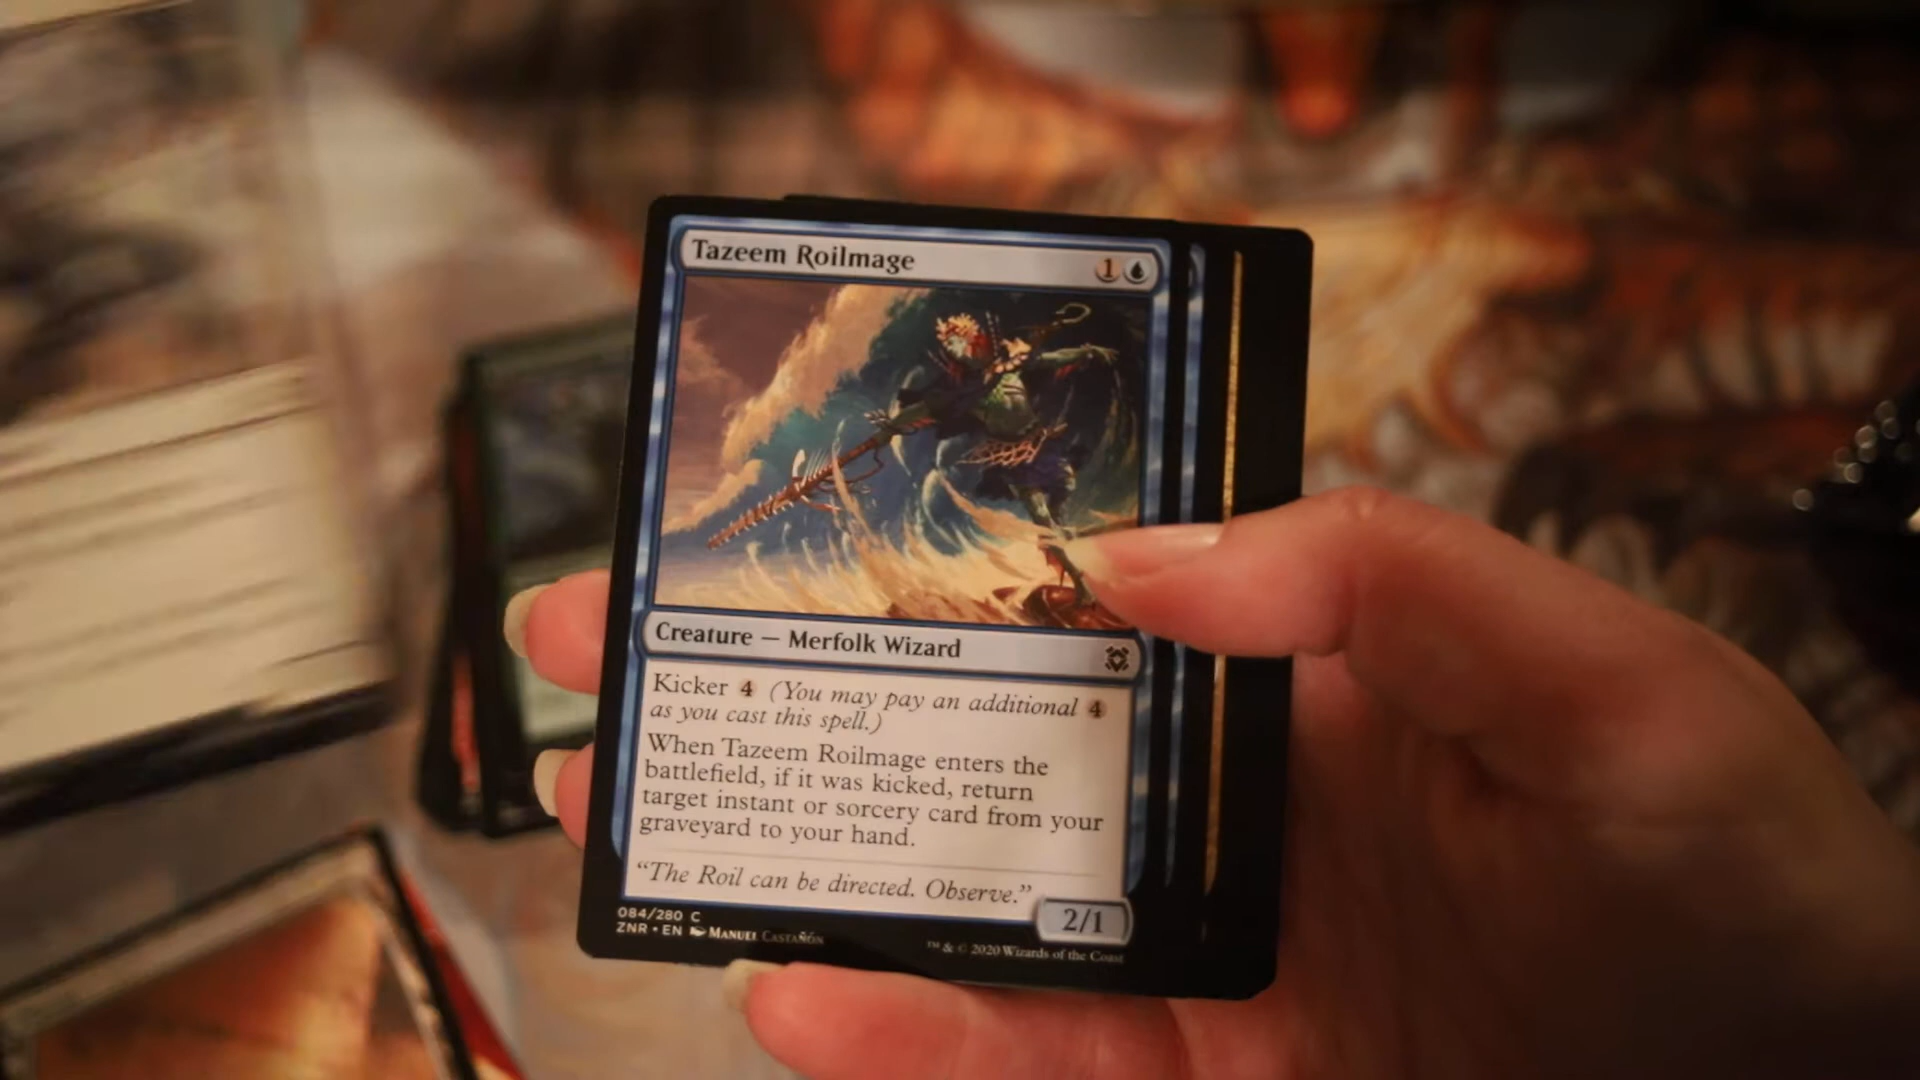 Tazeem Roilmage 1
Creature — Merfolk Wizard
Kicker 4 (You may pay an additional 4
as you cast this spell.)
When Tazeem Roilmage enters the
battlefield, if it was kicked, return
target instant or sorcery card from your
graveyard to your hand.
“The Roil can be directed. Observe.”
2/1
084/280 C
ZNR • EN Manuel Castañón
™ & © 2020 Wizards of the Coast